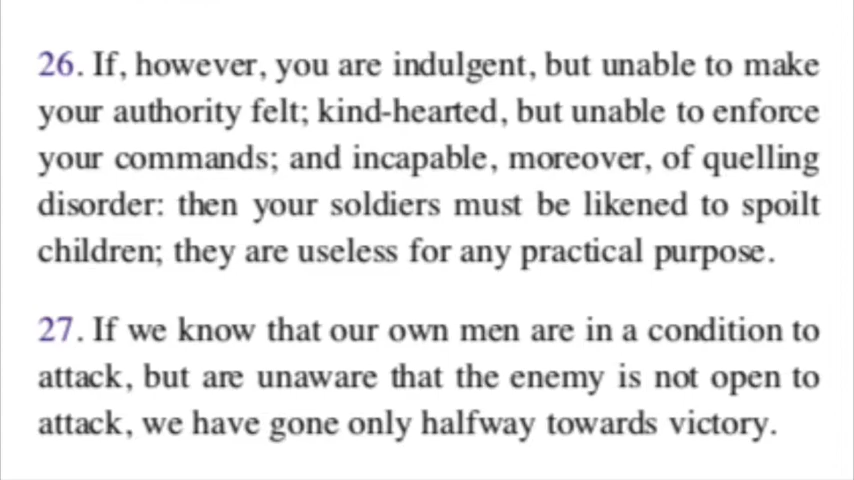 26. If, however, you are indulgent, but unable to make
your authority felt; kind-hearted, but unable to enforce
your commands; and incapable, moreover, of quelling
disorder: then your soldiers must be likened to spoilt
children; they are useless for any practical purpose.
27. If we know that our own men are in a condition to
attack, but are unaware that the enemy is not open to
attack, we have gone only halfway towards victory.